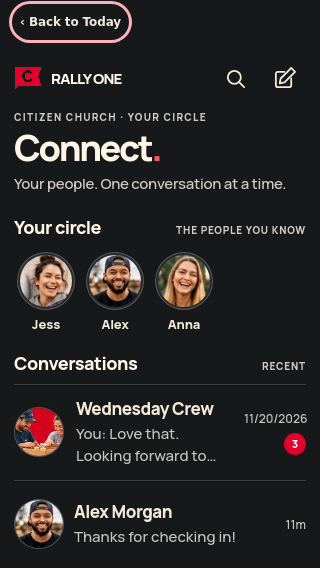 ‹ Back to Today
C RALLYONE
CITIZEN CHURCH · YOUR CIRCLE
Connect.
Your people. One conversation at a time.
Your circle THE PEOPLE YOU KNOW
Jess Alex Anna
Conversations RECENT
Wednesday Crew 11/20/2026
You: Love that.
Looking forward to… 3
Alex Morgan 11m
Thanks for checking in!